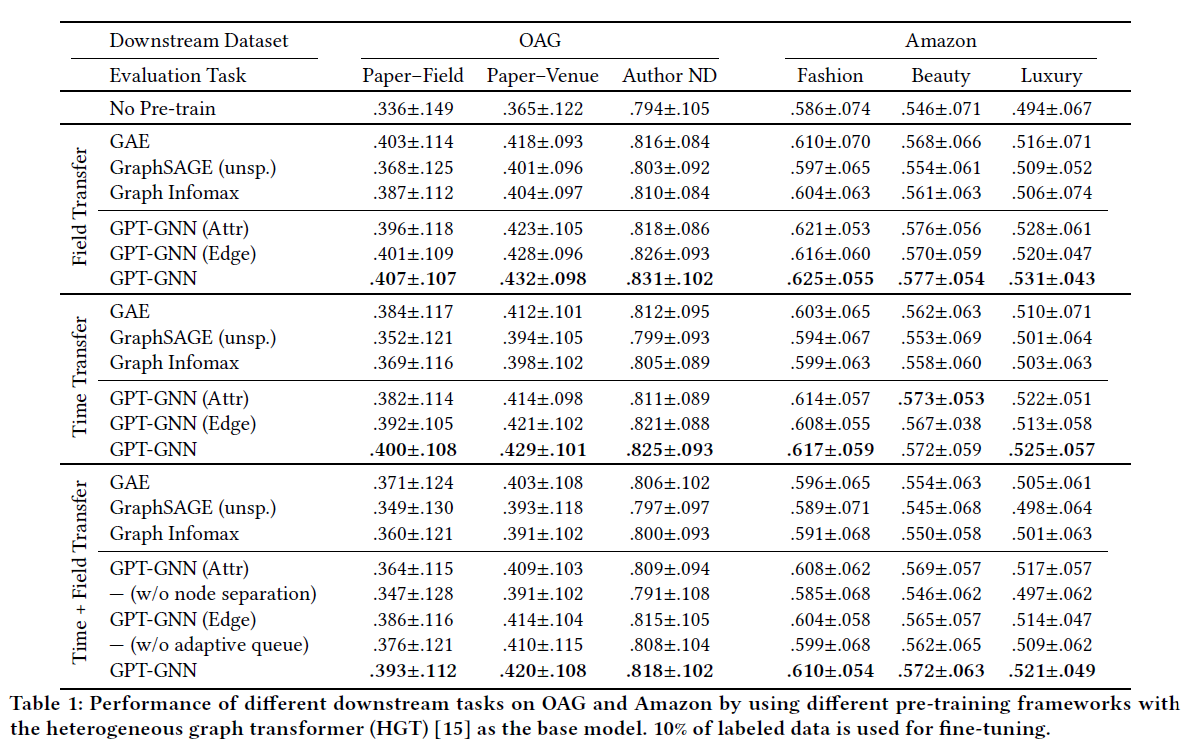 Downstream Dataset OAG Amazon
Evaluation Task Paper–Field Paper–Venue Author ND Fashion Beauty Luxury
No Pre-train .336±.149 .365±.122 .794±.105 .586±.074 .546±.071 .494±.067
Field Transfer
GAE .403±.114 .418±.093 .816±.084 .610±.070 .568±.066 .516±.071
GraphSAGE (unsp.) .368±.125 .401±.096 .803±.092 .597±.065 .554±.061 .509±.052
Graph Infomax .387±.112 .404±.097 .810±.084 .604±.063 .561±.063 .506±.074
GPT-GNN (Attr) .396±.118 .423±.105 .818±.086 .621±.053 .576±.056 .528±.061
GPT-GNN (Edge) .401±.109 .428±.096 .826±.093 .616±.060 .570±.059 .520±.047
GPT-GNN .407±.107 .432±.098 .831±.102 .625±.055 .577±.054 .531±.043
Time Transfer
GAE .384±.117 .412±.101 .812±.095 .603±.065 .562±.063 .510±.071
GraphSAGE (unsp.) .352±.121 .394±.105 .799±.093 .594±.067 .553±.069 .501±.064
Graph Infomax .369±.116 .398±.102 .805±.089 .599±.063 .558±.060 .503±.063
GPT-GNN (Attr) .382±.114 .414±.098 .811±.089 .614±.057 .573±.053 .522±.051
GPT-GNN (Edge) .392±.105 .421±.102 .821±.088 .608±.055 .567±.038 .513±.058
GPT-GNN .400±.108 .429±.101 .825±.093 .617±.059 .572±.059 .525±.057
Time + Field Transfer
GAE .371±.124 .403±.108 .806±.102 .596±.065 .554±.063 .505±.061
GraphSAGE (unsp.) .349±.130 .393±.118 .797±.097 .589±.071 .545±.068 .498±.064
Graph Infomax .360±.121 .391±.102 .800±.093 .591±.068 .550±.058 .501±.063
GPT-GNN (Attr) .364±.115 .409±.103 .809±.094 .608±.062 .569±.057 .517±.057
— (w/o node separation) .347±.128 .391±.102 .791±.108 .585±.068 .546±.062 .497±.062
GPT-GNN (Edge) .386±.116 .414±.104 .815±.105 .604±.058 .565±.057 .514±.047
— (w/o adaptive queue) .376±.121 .410±.115 .808±.104 .599±.068 .562±.065 .509±.062
GPT-GNN .393±.112 .420±.108 .818±.102 .610±.054 .572±.063 .521±.049
Table 1: Performance of different downstream tasks on OAG and Amazon by using different pre-training frameworks with
the heterogeneous graph transformer (HGT) [15] as the base model. 10% of labeled data is used for fine-tuning.